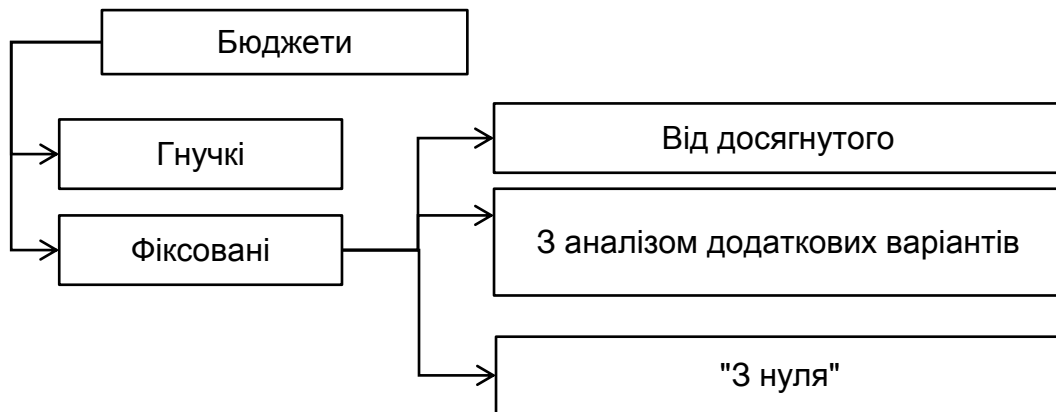 Бюджети
Гнучкі
Фіксовані
Від досягнутого
З аналізом додаткових варіантів
"З нуля"